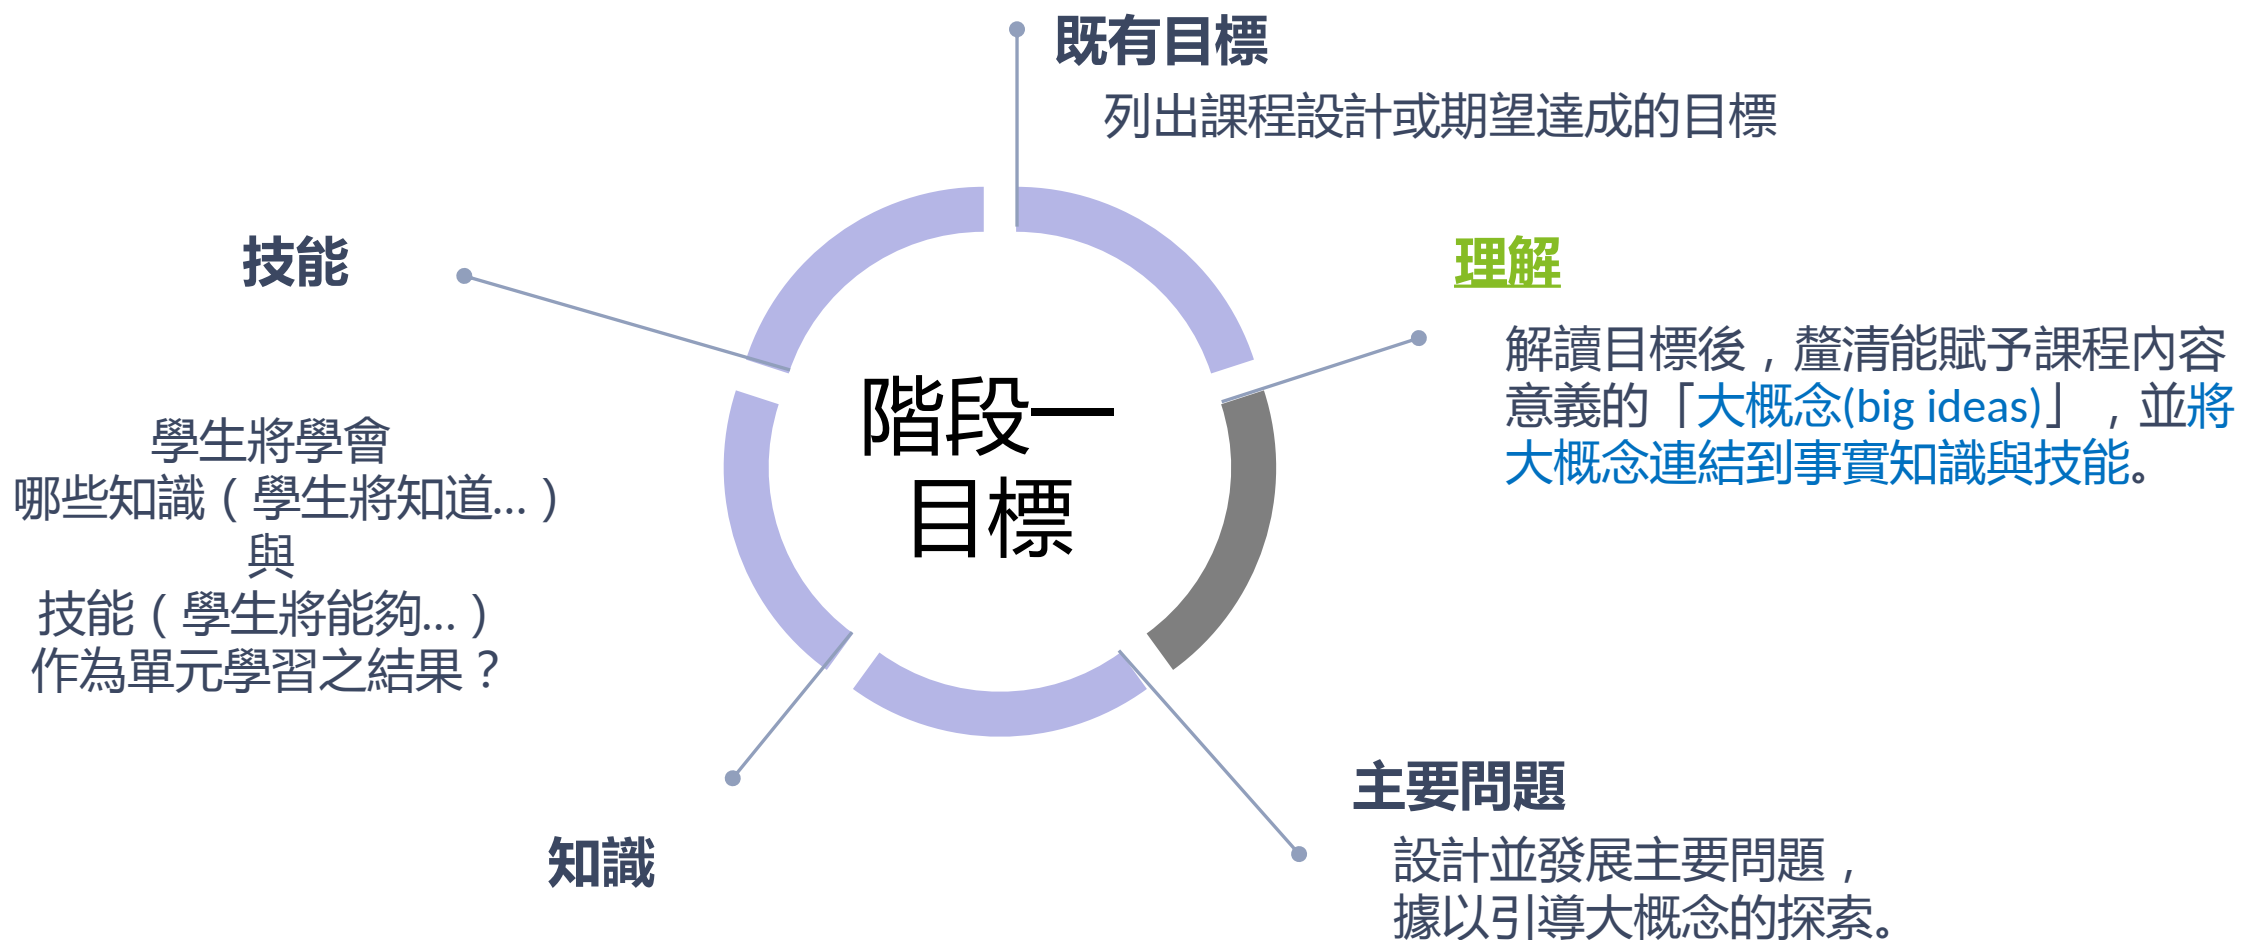 既有目標
列出課程設計或期望達成的目標
理解
解讀目標後，釐清能賦予課程內容
意義的「大概念(big ideas)」，並將
大概念連結到事實知識與技能。
階段一
目標
技能
學生將學會
哪些知識（學生將知道…）
與
技能（學生將能夠…）
作為單元學習之結果？
主要問題
設計並發展主要問題，
據以引導大概念的探索。
知識